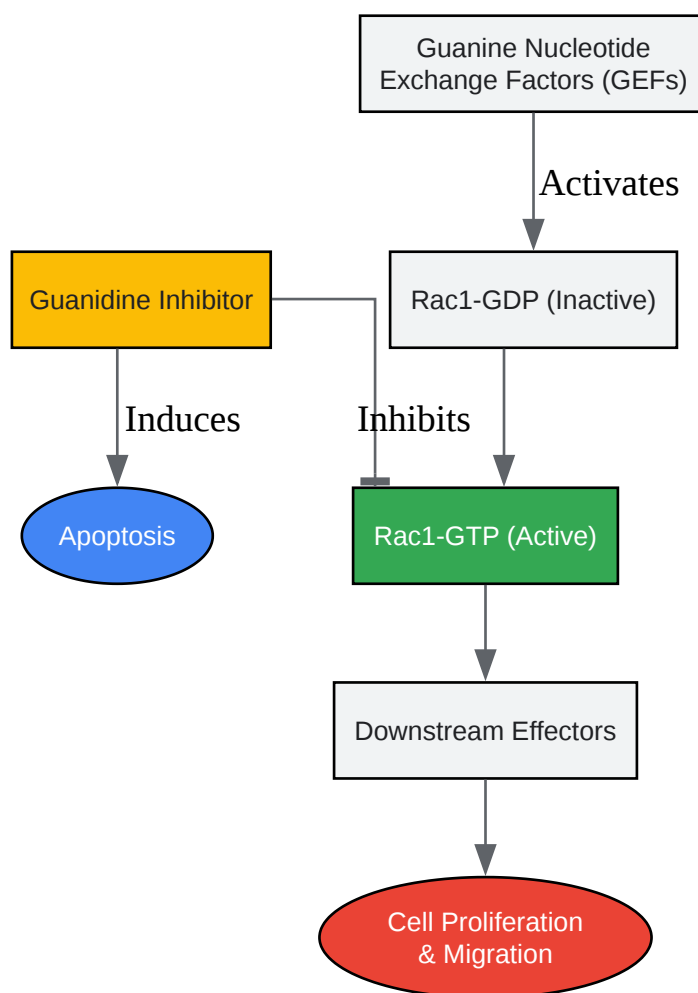 Guanine Nucleotide
Exchange Factors (GEFs)
Activates
Guanidine Inhibitor
Rac1-GDP (Inactive)
Induces
Inhibits
Apoptosis
Rac1-GTP (Active)
Downstream Effectors
Cell Proliferation
& Migration